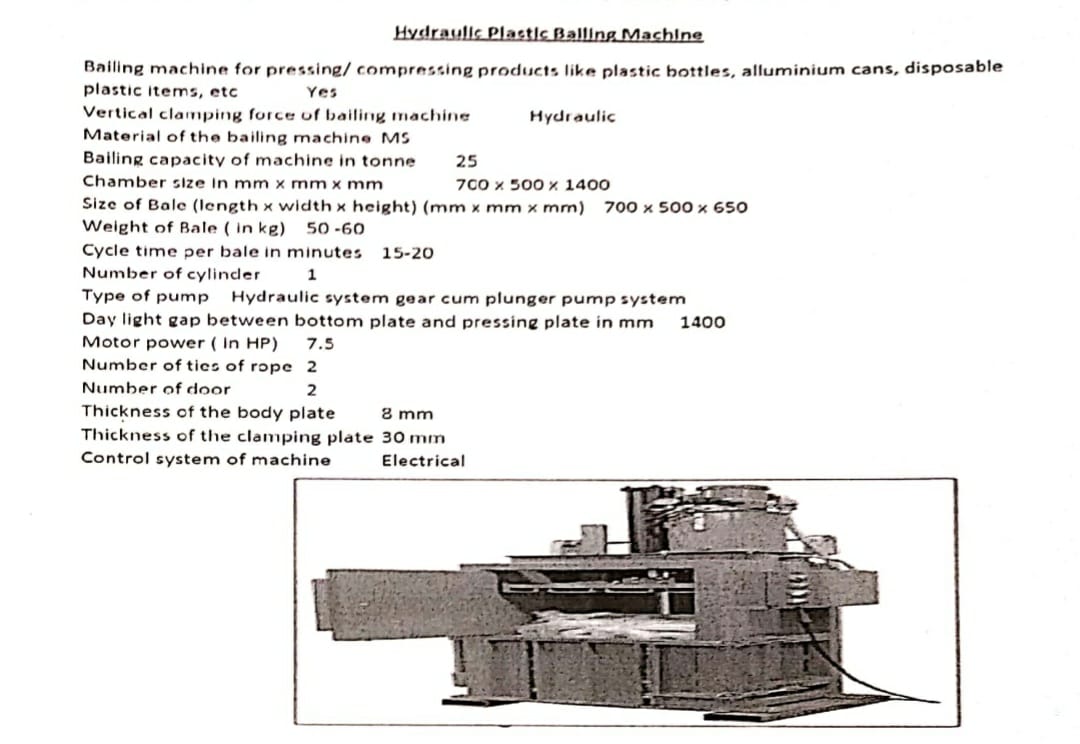 Hydraulic Plastic Bailing Machine
Bailing machine for pressing/ compressing products like plastic bottles, alluminium cans, disposable
plastic items, etc Yes
Vertical clamping force of bailing machine Hydraulic
Material of the bailing machine MS
Bailing capacity of machine in tonne 25
Chamber size in mm x mm x mm 700 x 500 x 1400
Size of Bale (length x width x height) (mm x mm x mm) 700 x 500 x 650
Weight of Bale ( in kg) 50 -60
Cycle time per bale in minutes 15-20
Number of cylinder 1
Type of pump Hydraulic system gear cum plunger pump system
Day light gap between bottom plate and pressing plate in mm 1400
Motor power ( in HP) 7.5
Number of ties of rope 2
Number of door 2
Thickness of the body plate 8 mm
Thickness of the clamping plate 30 mm
Control system of machine Electrical